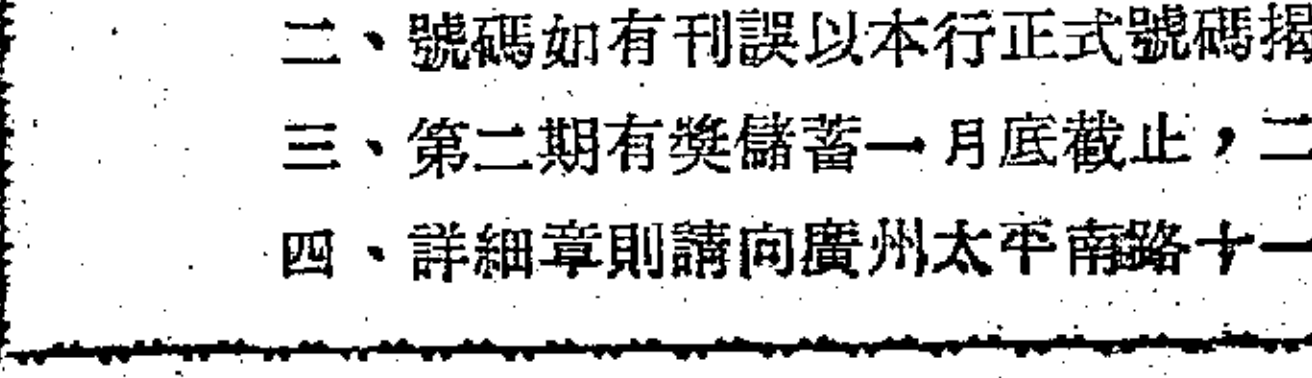 二、號碼如有刊誤以本行正式號碼揭
三、第二期有獎儲蓄一月底截止，二
四、詳細章則請向廣州太平南路十一